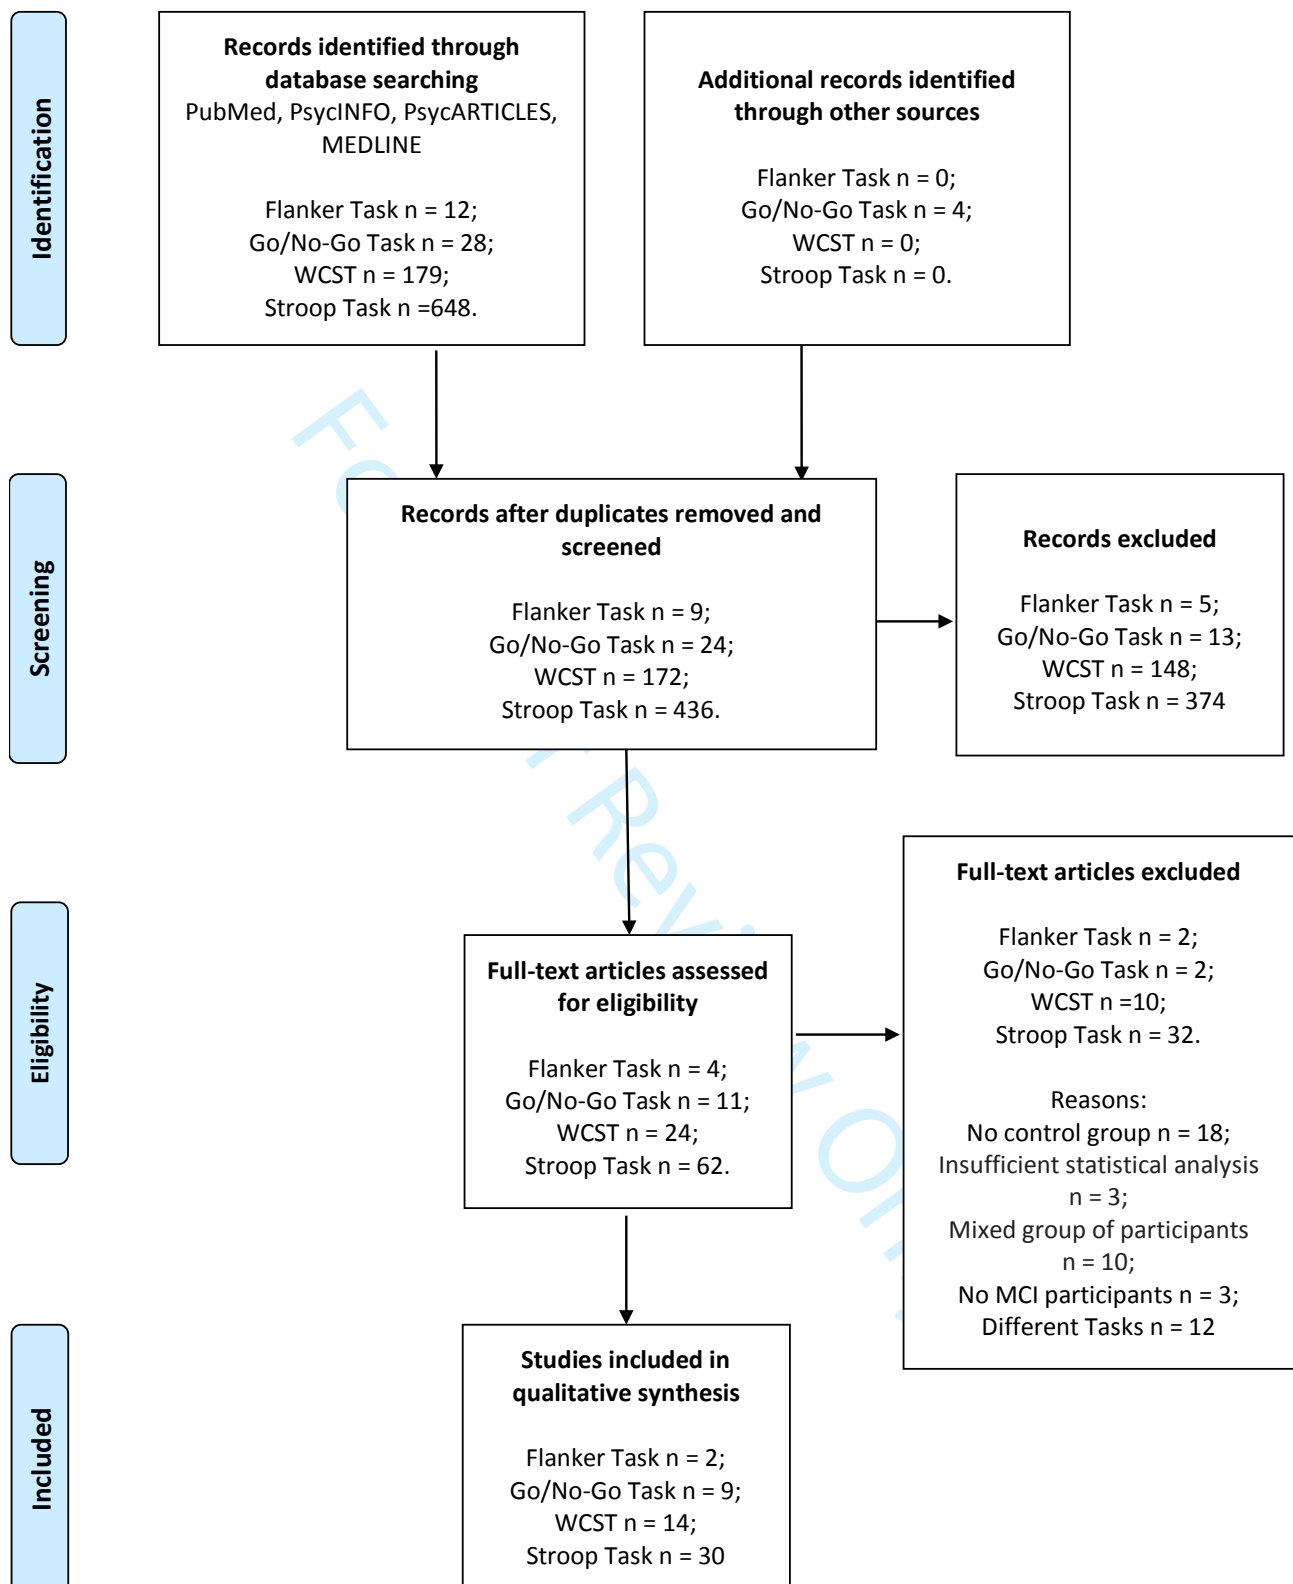 Identification
Records identified through
database searching
PubMed, PsycINFO, PsycARTICLES,
MEDLINE
Flanker Task n = 12;
Go/No-Go Task n = 28;
WCST n = 179;
Stroop Task n =648.
Additional records identified
through other sources
Flanker Task n = 0;
Go/No-Go Task n = 4;
WCST n = 0;
Stroop Task n = 0.
Screening
Records after duplicates removed and
screened
Flanker Task n = 9;
Go/No-Go Task n = 24;
WCST n = 172;
Stroop Task n = 436.
Records excluded
Flanker Task n = 5;
Go/No-Go Task n = 13;
WCST n = 148;
Stroop Task n = 374
Eligibility
Full-text articles assessed
for eligibility
Flanker Task n = 4;
Go/No-Go Task n = 11;
WCST n = 24;
Stroop Task n = 62.
Full-text articles excluded
Flanker Task n = 2;
Go/No-Go Task n = 2;
WCST n =10;
Stroop Task n = 32.
Reasons:
No control group n = 18;
Insufficient statistical analysis
n = 3;
Mixed group of participants
n = 10;
No MCI participants n = 3;
Different Tasks n = 12
Included
Studies included in
qualitative synthesis
Flanker Task n = 2;
Go/No-Go Task n = 9;
WCST n = 14;
Stroop Task n = 30